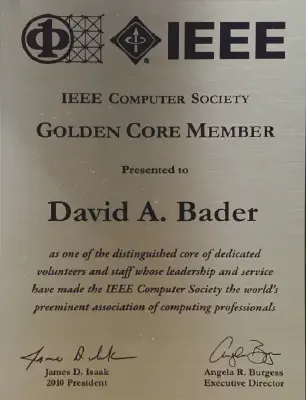 IEEE
IEEE COMPUTER SOCIETY
GOLDEN CORE MEMBER
Presented to
David A. Bader
as one of the distinguished core of dedicated
volunteers and staff whose leadership and service
have made the IEEE Computer Society the world's
preeminent association of computing professionals
James D. Isaak
2010 President
Angela R. Burgess
Executive Director